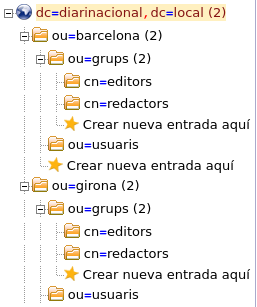 dc=diarinacional, dc=local (2)
ou=barcelona (2)
ou=grups (2)
cn=editors
cn=redactors
Crear nueva entrada aquí
ou=usuaris
Crear nueva entrada aquí
ou=girona (2)
ou=grups (2)
cn=editors
cn=redactors
Crear nueva entrada aquí
ou=usuaris